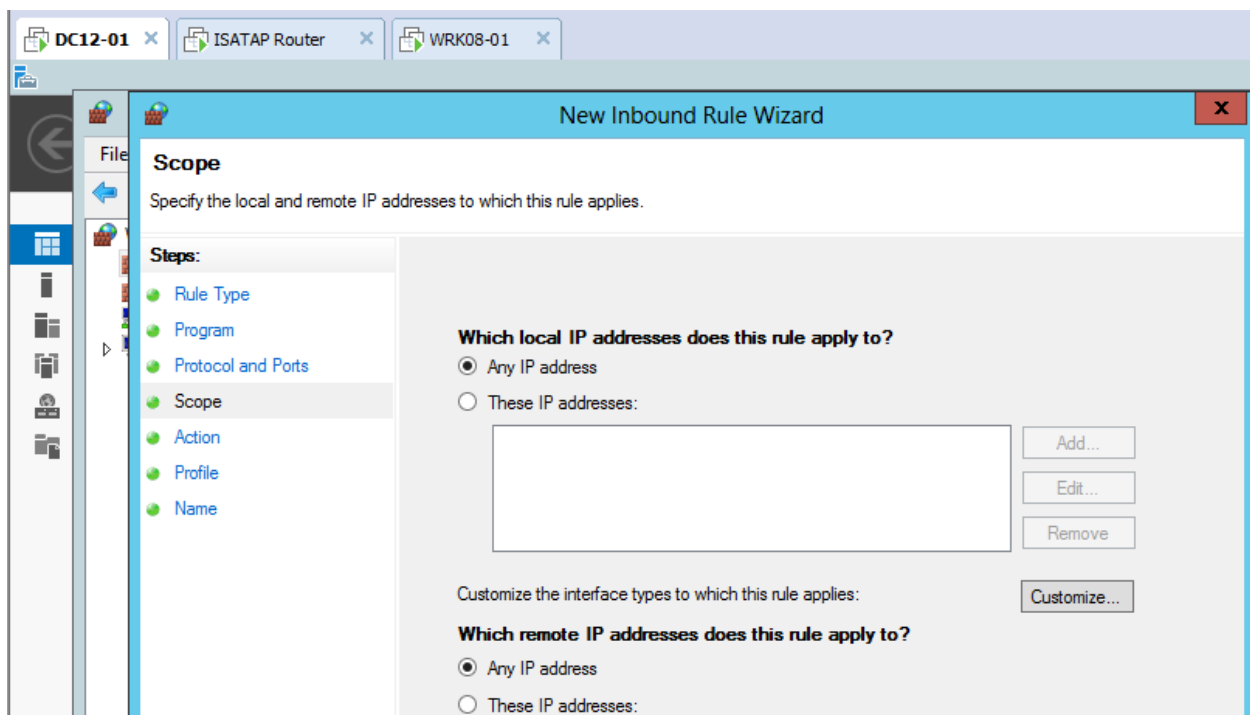 DC12-01 ISATAP Router WRK08-01
New Inbound Rule Wizard
x
File
Scope
Specify the local and remote IP addresses to which this rule applies.
Steps:
Rule Type
Program
Protocol and Ports
Scope
Action
Profile
Name
Which local IP addresses does this rule apply to?
Any IP address
These IP addresses:
Add...
Edit...
Remove
Customize the interface types to which this rule applies:
Customize...
Which remote IP addresses does this rule apply to?
Any IP address
These IP addresses: